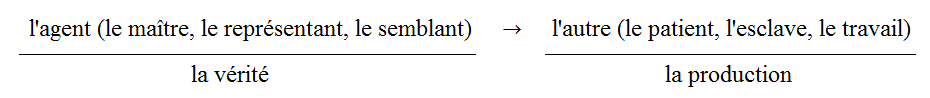 l'agent (le maître, le représentant, le semblant) → l'autre (le patient, l'esclave, le travail)
la vérité la production